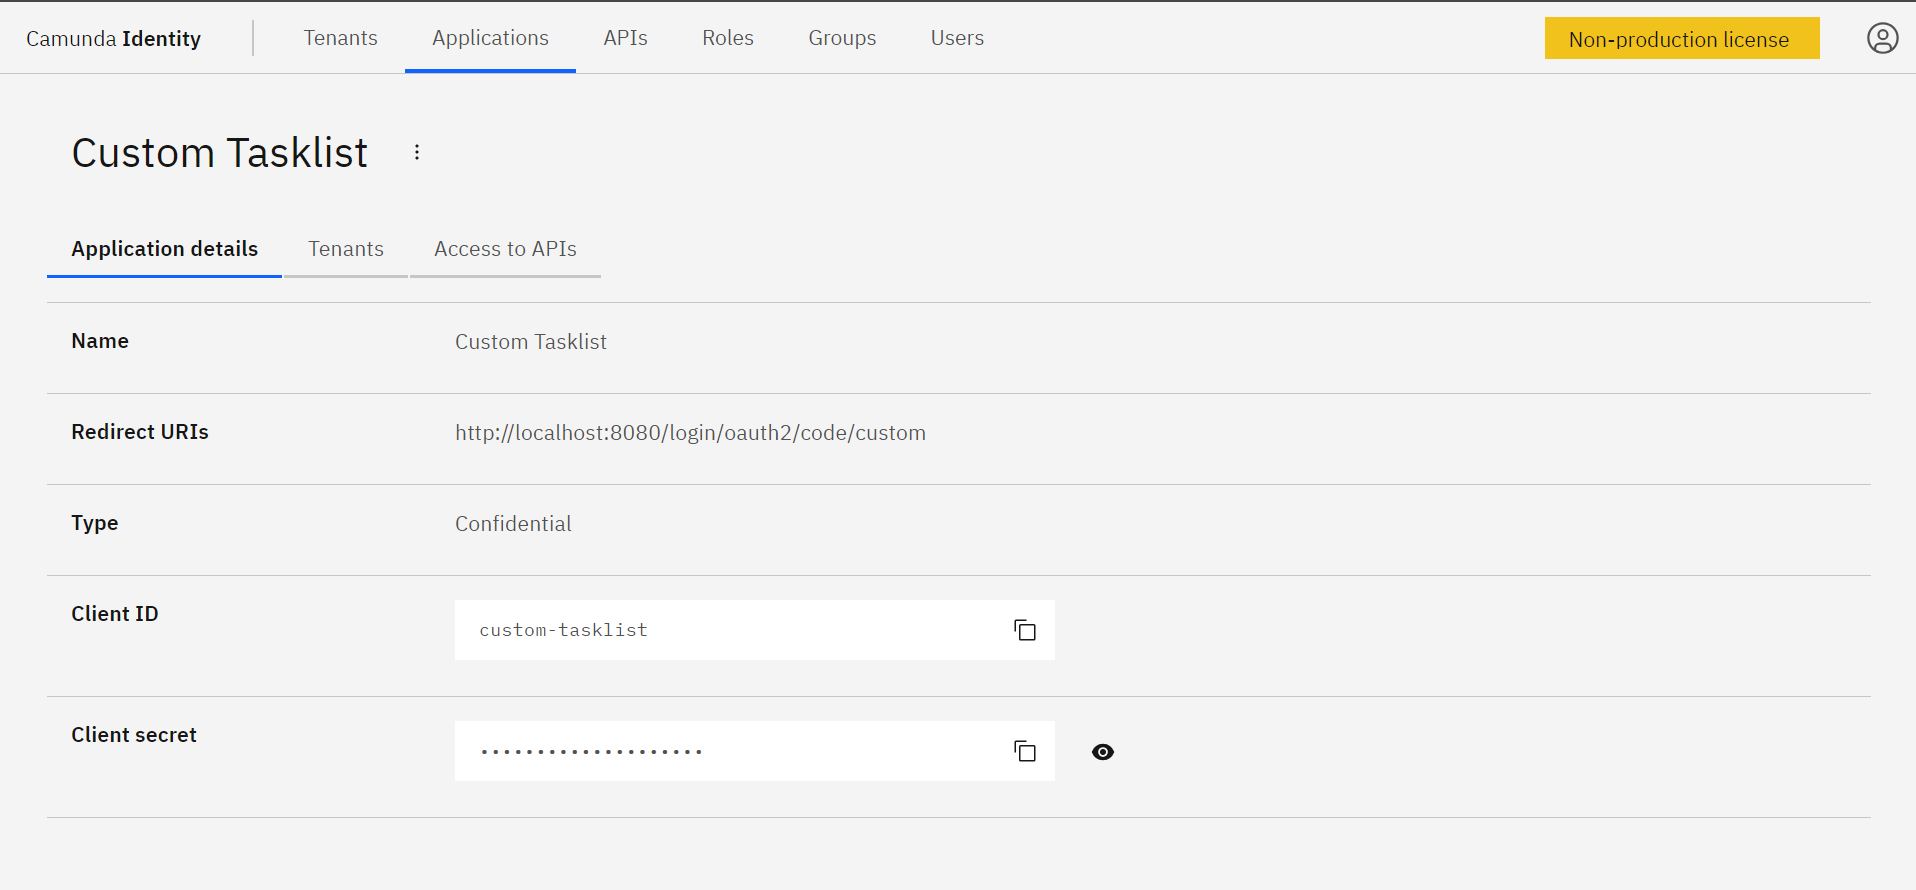 Camunda Identity
Tenants
Applications
APIs
Roles
Groups
Users
Non-production license
Custom Tasklist
Application details
Tenants
Access to APIs
Name
Custom Tasklist
Redirect URIs
http://localhost:8080/login/oauth2/code/custom
Type
Confidential
Client ID
custom-tasklist
Client secret
••••••••••••••••••••